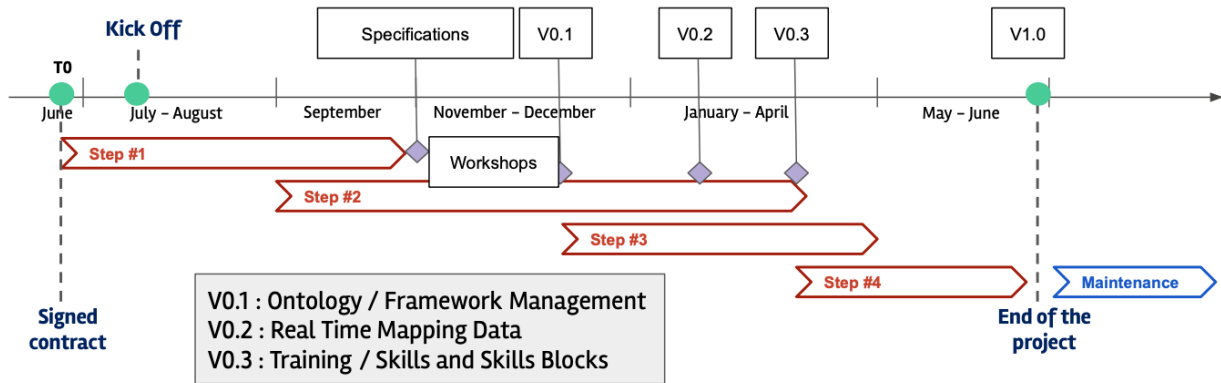 Kick Off
Specifications
V0.1
V0.2
V0.3
V1.0
T0
June
July – August
September
November – December
January – April
May – June
Step #1
Workshops
Step #2
Step #3
Step #4
Maintenance
Signed
contract
V0.1 : Ontology / Framework Management
V0.2 : Real Time Mapping Data
V0.3 : Training / Skills and Skills Blocks
End of the
project